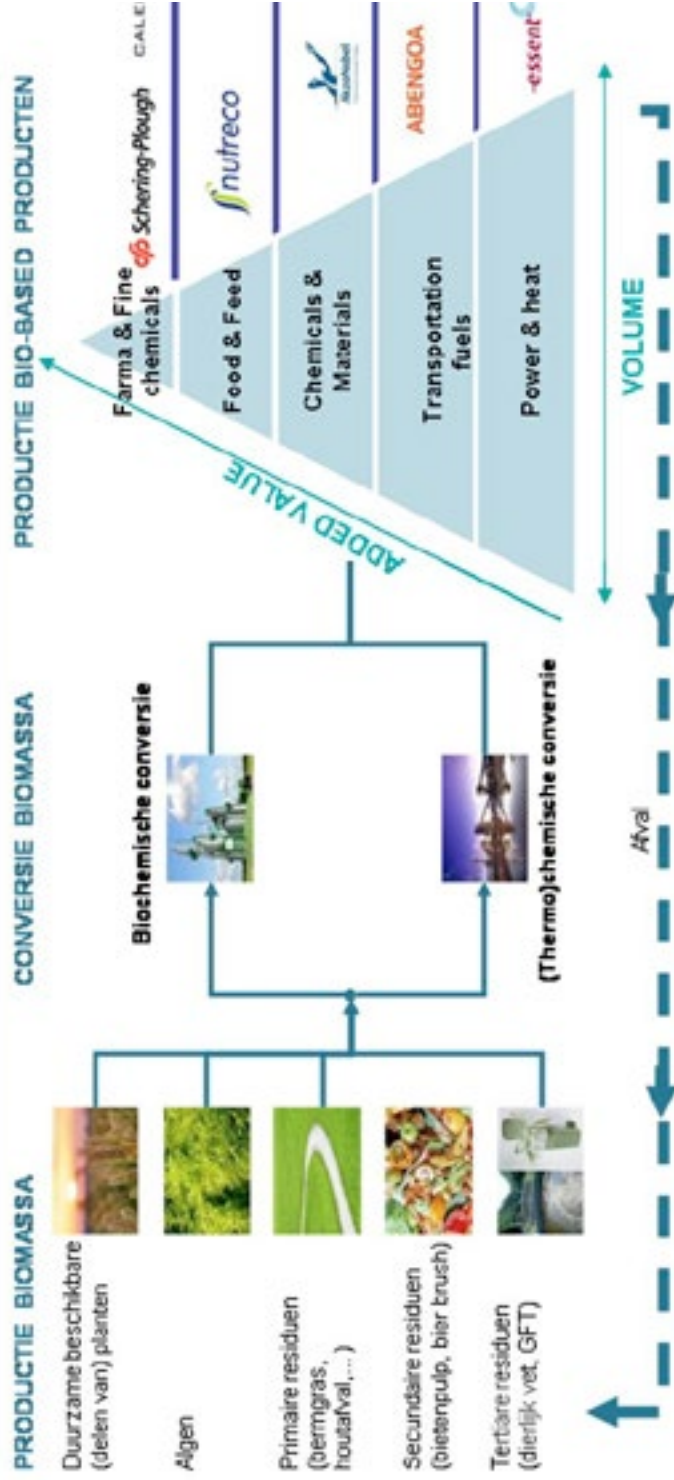 PRODUCTIE BIOMASSA
CONVERSIE BIOMASSA
PRODUCTIE BIO-BASED PRODUCTEN
Duurzame beschikbare
(delen van) planten
Algen
Primaire residuen
(bermgras,
houtafval,...)
Secundaire residuen
(bietenpulp, bier brush)
Tertiare residuen
(dierlijk vet, GFT)
Biochemische conversie
(Thermo)chemische conversie
ADDED VALUE
Farma & Fine
chemicals
Food & Feed
Chemicals &
Materials
Transportation
fuels
Power & heat
VOLUME
Schering-Plough
CALE
nutreco
AkzoNobel
ABENGOA
essent
Afval